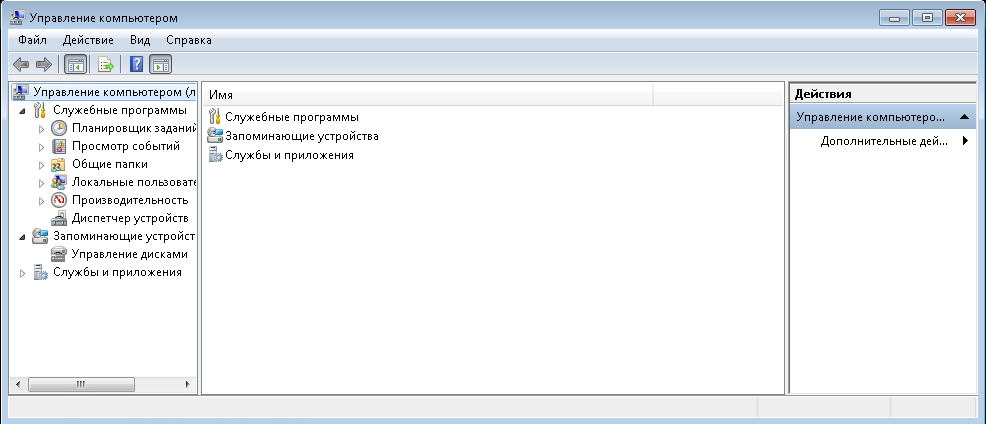 Управление компьютером
Файл Действие Вид Справка
Управление компьютером (л
Служебные программы
Планировщик заданий
Просмотр событий
Общие папки
Локальные пользовате
Производительность
Диспетчер устройств
Запоминающие устройст
Управление дисками
Службы и приложения
Имя
Служебные программы
Запоминающие устройства
Службы и приложения
Действия
Управление компьютеро...
Дополнительные дей...